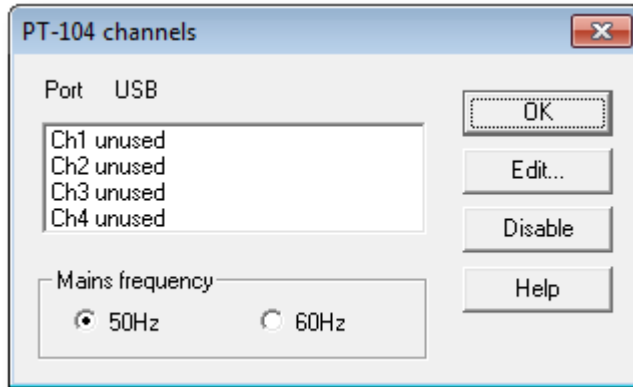 PT-104 channels
Port USB
Ch1 unused
Ch2 unused
Ch3 unused
Ch4 unused
Mains frequency
50Hz 60Hz
OK
Edit...
Disable
Help